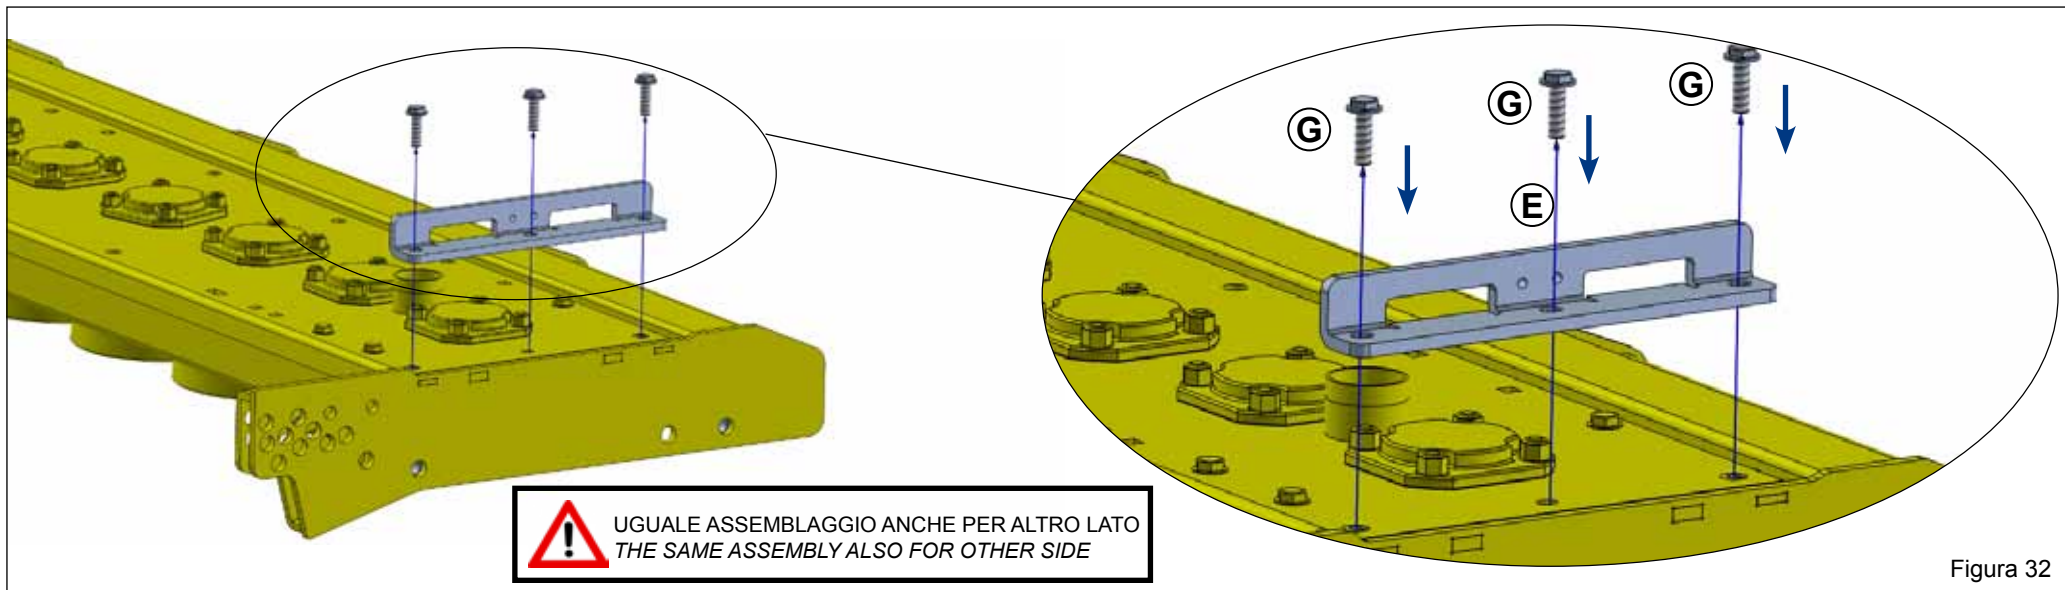 G
G
G
E
UGUALE ASSEMBLAGGIO ANCHE PER ALTRO LATO
THE SAME ASSEMBLY ALSO FOR OTHER SIDE
Figura 32